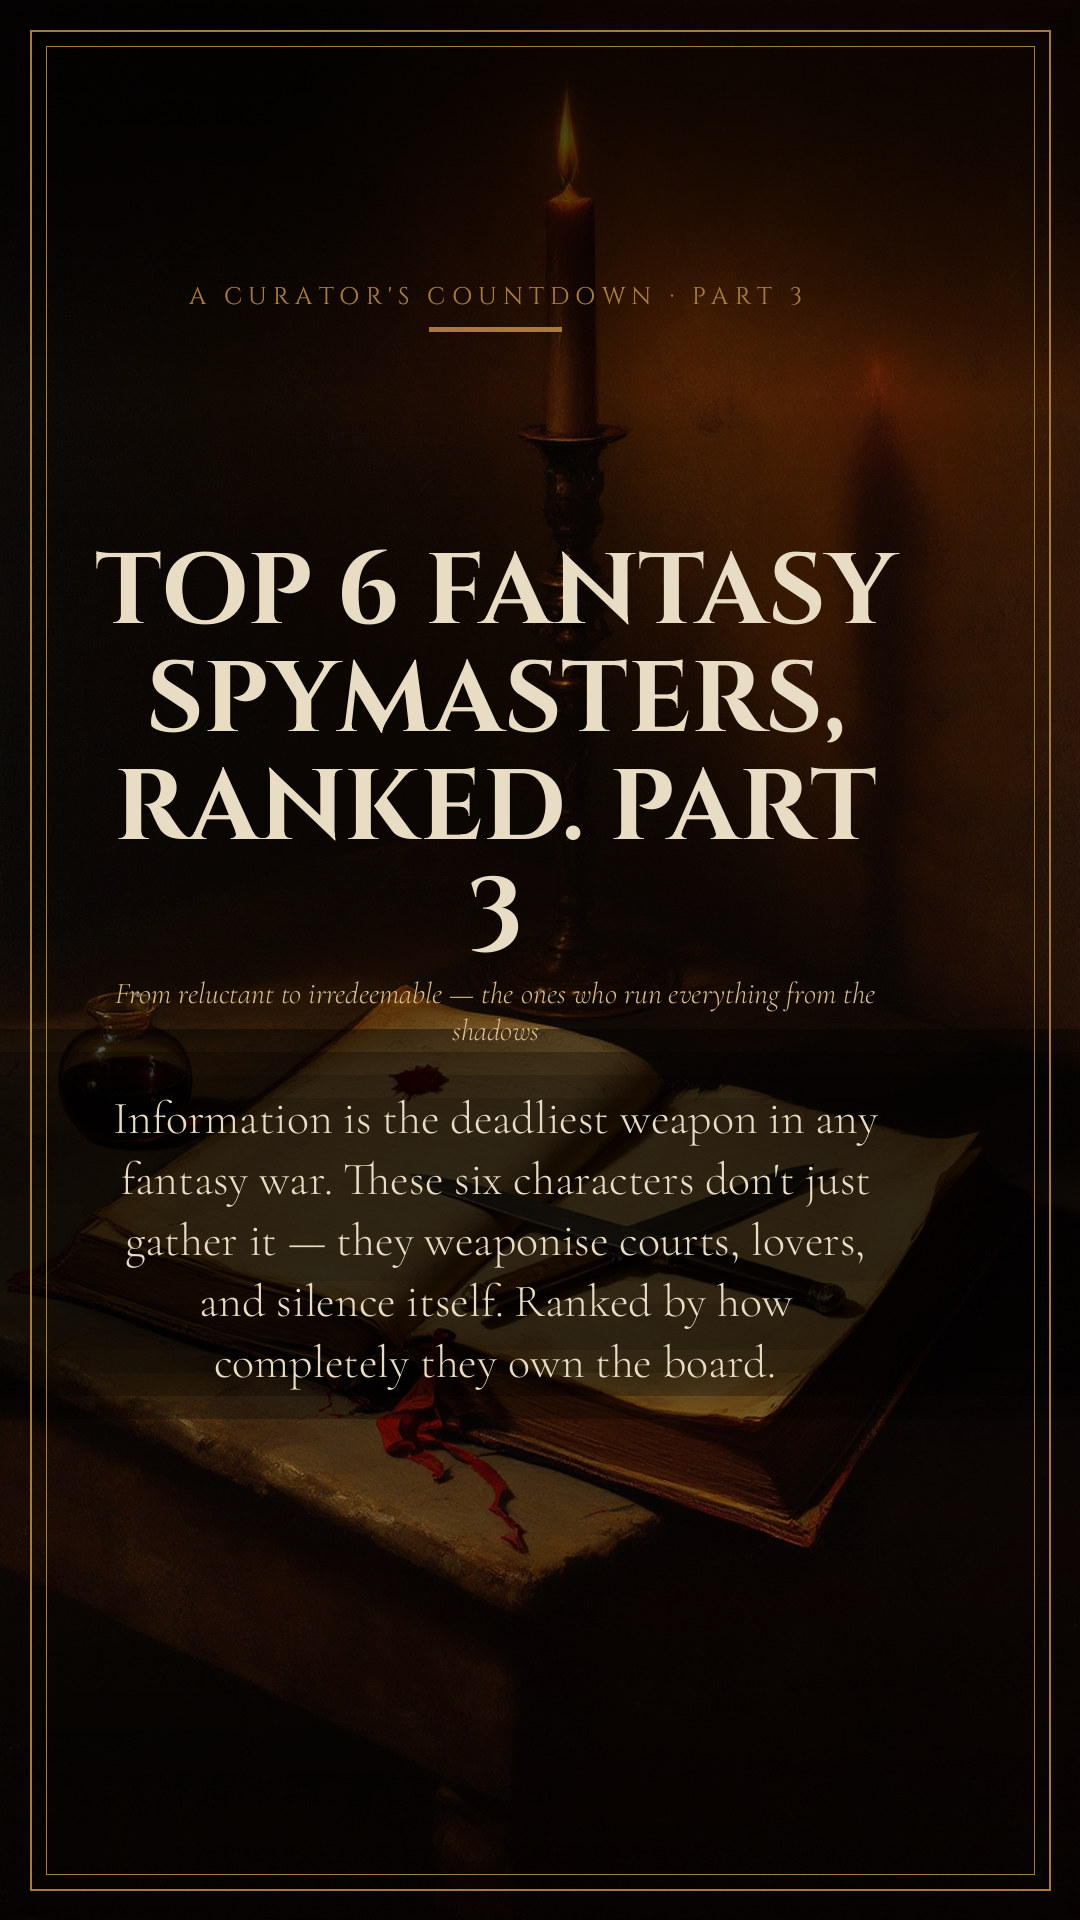 A CURATOR'S COUNTDOWN · PART 3
TOP 6 FANTASY
SPYMASTERS,
RANKED. PART
3
From reluctant to irredeemable — the ones who run everything from the
shadows
Information is the deadliest weapon in any
fantasy war. These six characters don't just
gather it — they weaponise courts, lovers,
and silence itself. Ranked by how
completely they own the board.